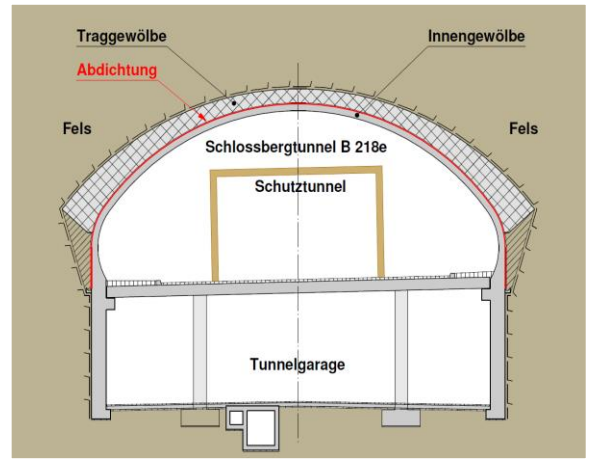 Traggewölbe
Innengewölbe
Abdichtung
Fels
Fels
Schlossbergtunnel B 218e
Schutztunnel
Tunnelgarage